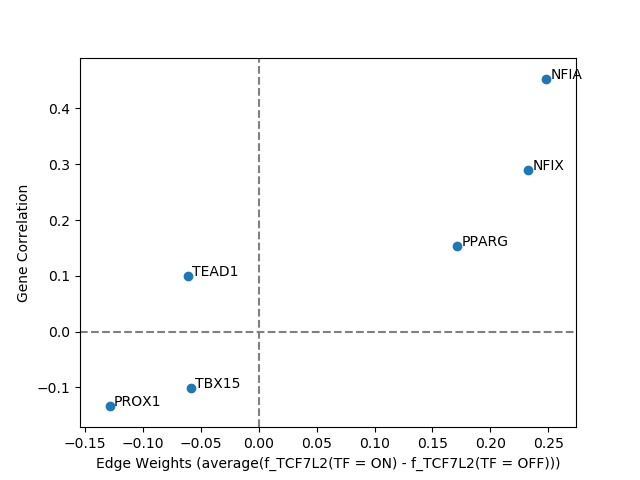 NFIA
0.4
0.3
NFIX
0.2
PPARG
Gene Correlation
0.1
TEAD1
0.0
−0.1
TBX15
PROX1
−0.15 −0.10 −0.05 0.00 0.05 0.10 0.15 0.20 0.25
Edge Weights (average(f_TCF7L2(TF = ON) - f_TCF7L2(TF = OFF)))